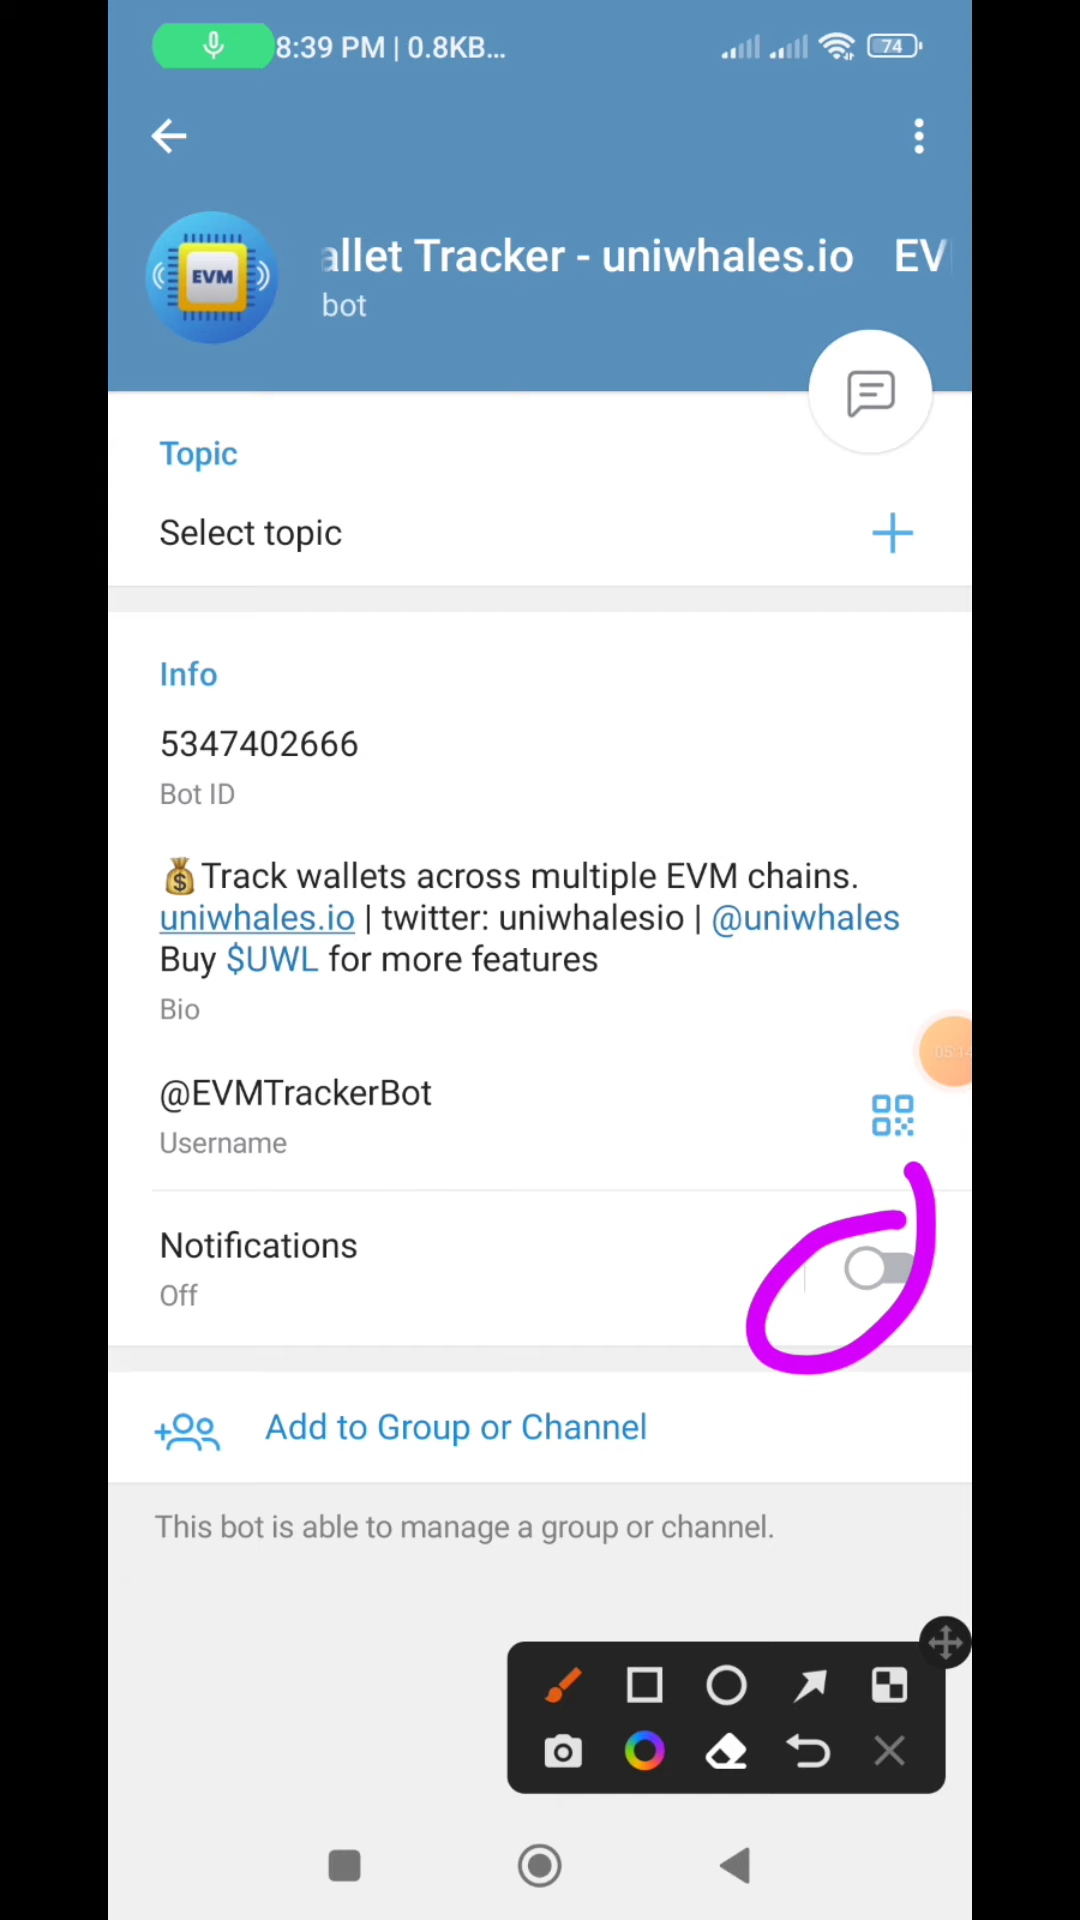 8:39 PM | 0.8KB...
74
EVM
allet Tracker - uniwhales.io EV
bot
Topic
Select topic
Info
5347402666
Bot ID
💰Track wallets across multiple EVM chains.
uniwhales.io | twitter: uniwhalesio | @uniwhales
Buy $UWL for more features
Bio
05:14
@EVMTrackerBot
Username
Notifications
Off
Add to Group or Channel
This bot is able to manage a group or channel.